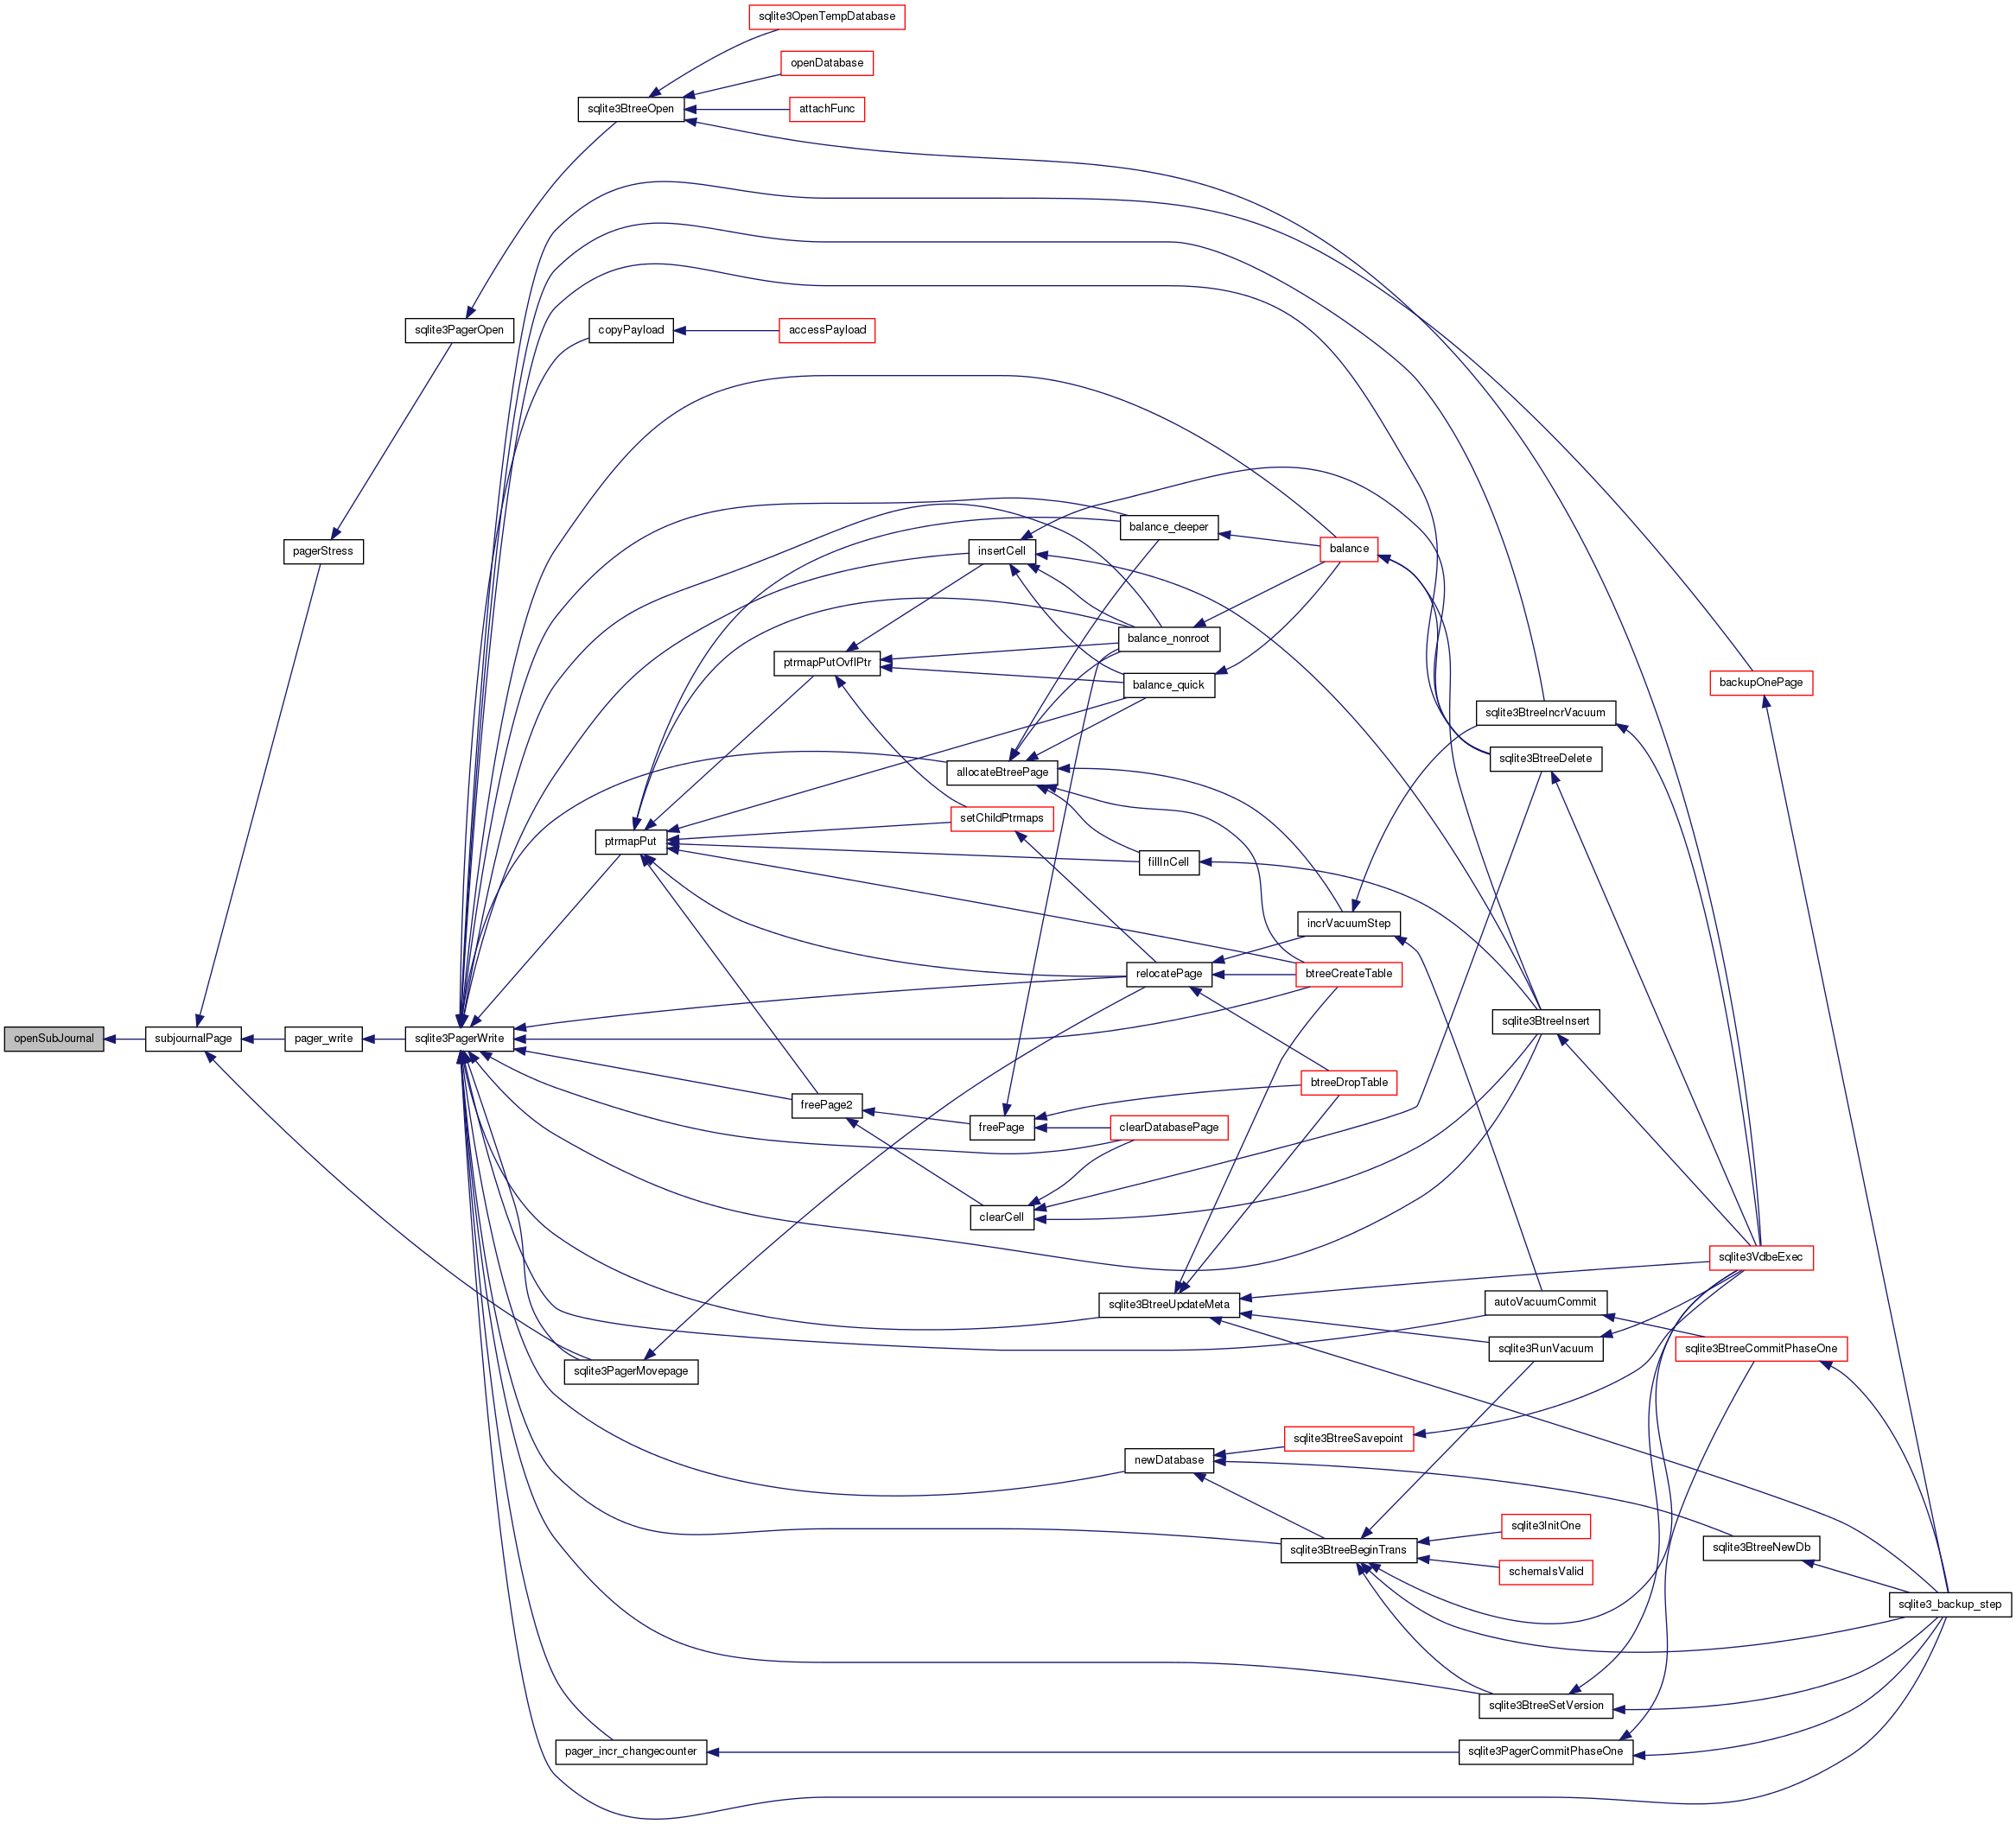 sqlite3OpenTempDatabase
openDatabase
sqlite3BtreeOpen
attachFunc
sqlite3PagerOpen
copyPayload
accessPayload
balance_deeper
pagerStress
insertCell
balance
balance_nonroot
ptrmapPutOvflPtr
balance_quick
backupOnePage
sqlite3BtreeIncrVacuum
sqlite3BtreeDelete
allocateBtreePage
setChildPtrmaps
ptrmapPut
fillInCell
incrVacuumStep
relocatePage
btreeCreateTable
sqlite3BtreeInsert
openSubJournal
subjournalPage
pager_write
sqlite3PagerWrite
btreeDropTable
freePage2
freePage
clearDatabasePage
clearCell
sqlite3VdbeExec
sqlite3BtreeUpdateMeta
autoVacuumCommit
sqlite3RunVacuum
sqlite3BtreeCommitPhaseOne
sqlite3PagerMovepage
sqlite3BtreeSavepoint
newDatabase
sqlite3InitOne
sqlite3BtreeBeginTrans
sqlite3BtreeNewDb
schemaIsValid
sqlite3_backup_step
sqlite3BtreeSetVersion
pager_incr_changecounter
sqlite3PagerCommitPhaseOne